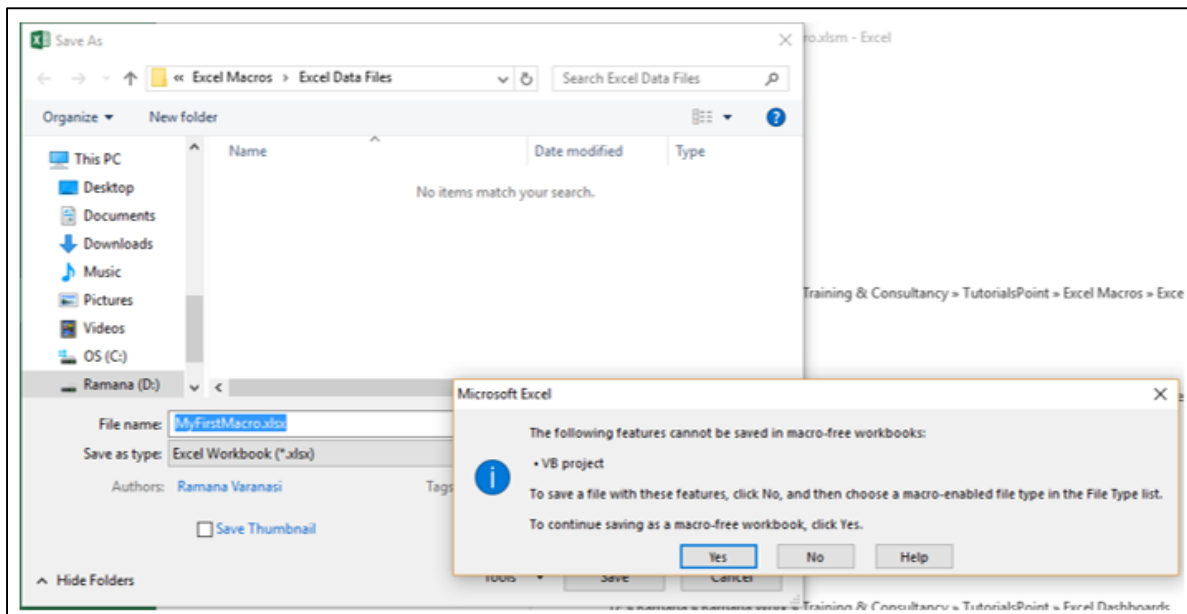 Save As
ro.xlsm - Excel
« Excel Macros > Excel Data Files
Search Excel Data Files
Organize
New folder
?
This PC
Desktop
Documents
Downloads
Music
Pictures
Videos
OS (C:)
Ramana (D:)
Name
Date modified
Type
No items match your search.
Training & Consultancy » TutorialsPoint » Excel Macros » Exce
File name: MyFirstMacro.xlsx
Save as type: Excel Workbook (*.xlsx)
Authors: Ramana Varanasi
Tags
Save Thumbnail
Hide Folders
Tools
Save
Cancel
Microsoft Excel
The following features cannot be saved in macro-free workbooks:
• VB project
To save a file with these features, click No, and then choose a macro-enabled file type in the File Type list.
To continue saving as a macro-free workbook, click Yes.
Yes
No
Help
» Training & Consultancy » TutorialsPoint » Excel Dashboards